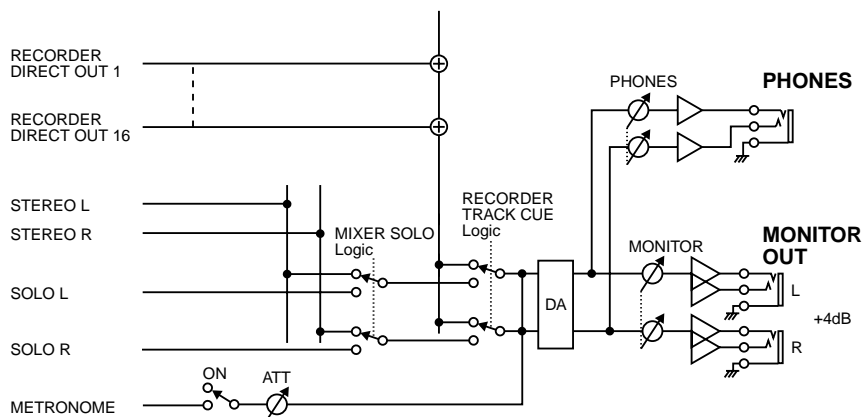 RECORDER
DIRECT OUT 1
RECORDER
DIRECT OUT 16
STEREO L
STEREO R
SOLO L
SOLO R
METRONOME
ON
ATT
MIXER SOLO
Logic
RECORDER
TRACK CUE
Logic
DA
PHONES
PHONES
MONITOR
MONITOR
OUT
L
+4dB
R